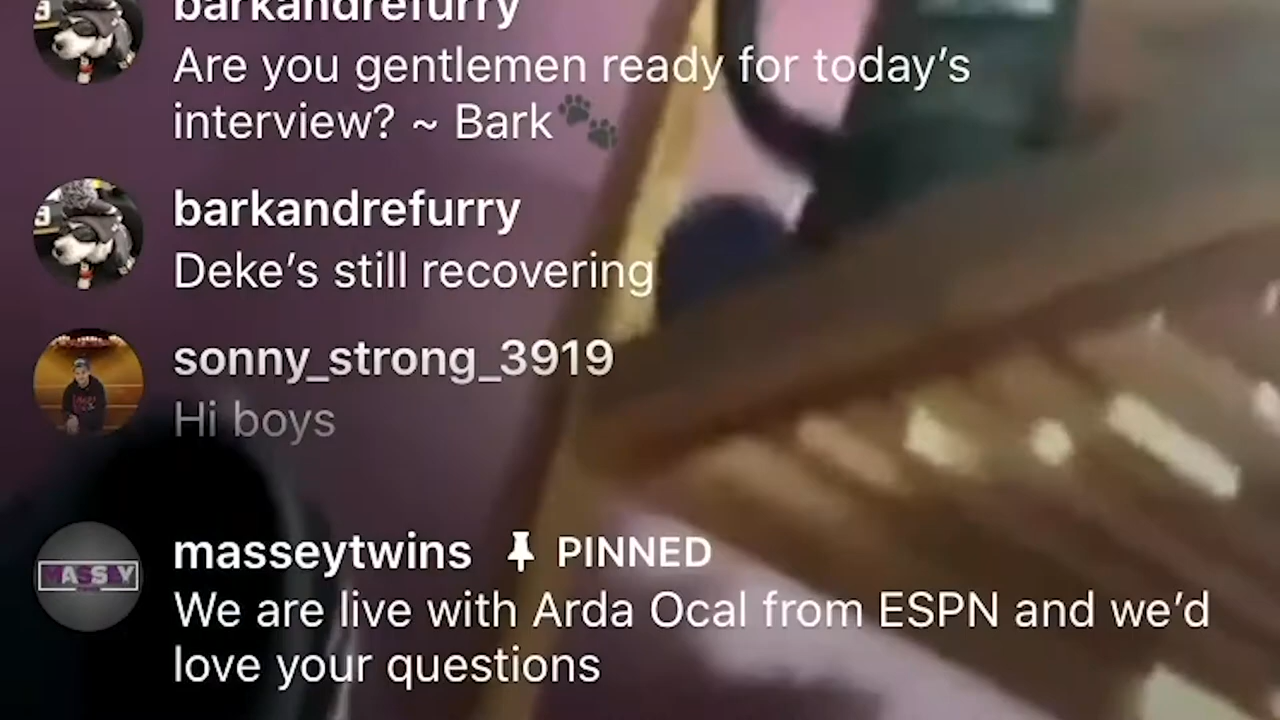 barkandrefurry
Are you gentlemen ready for today's
interview? ~ Bark🐾
barkandrefurry
Deke's still recovering
sonny_strong_3919
Hi boys
masseytwins 📌 PINNED
We are live with Arda Ocal from ESPN and we'd
love your questions
MASSEY